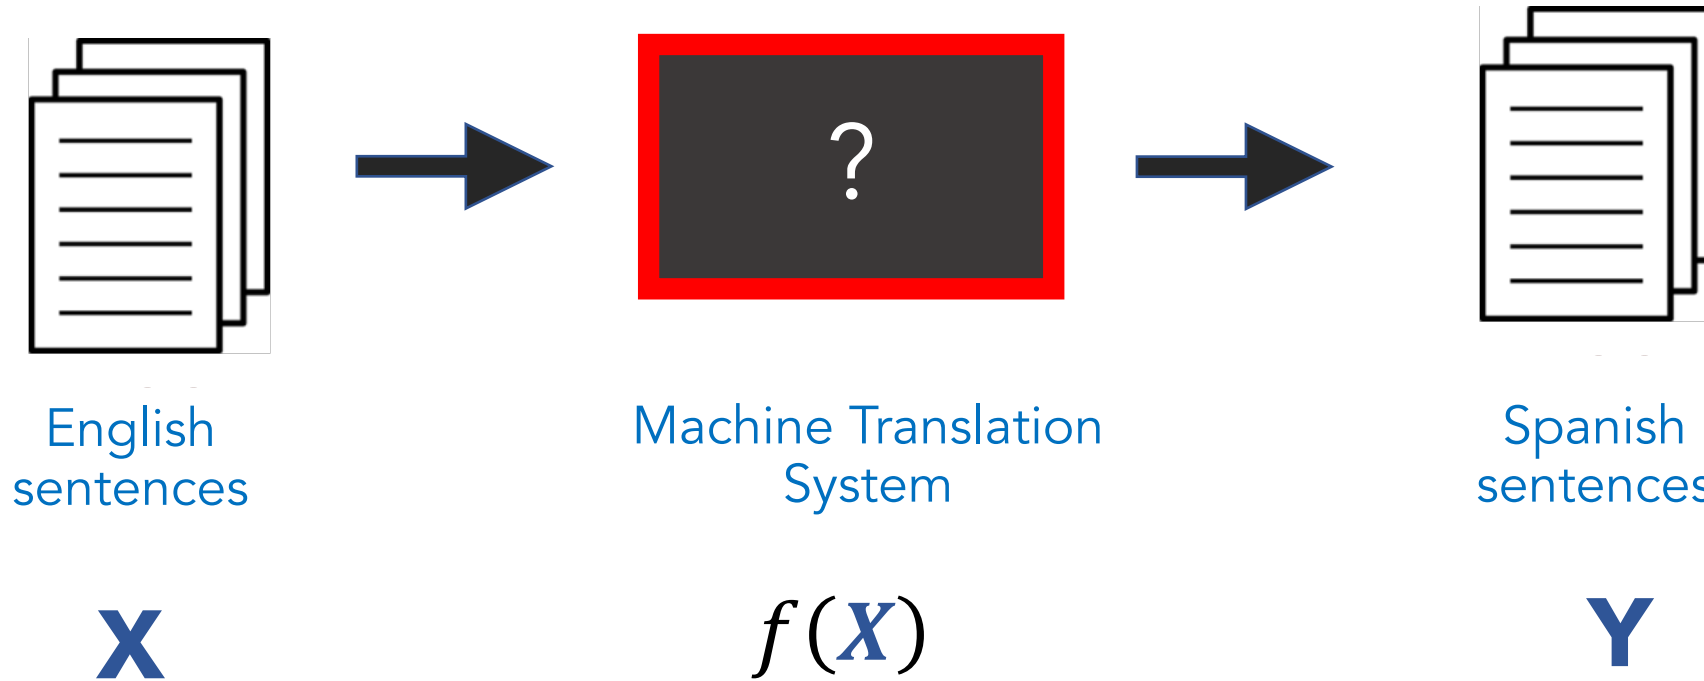 ?
English
sentences
Machine Translation
System
Spanish
sentences
X
f(X)
Y